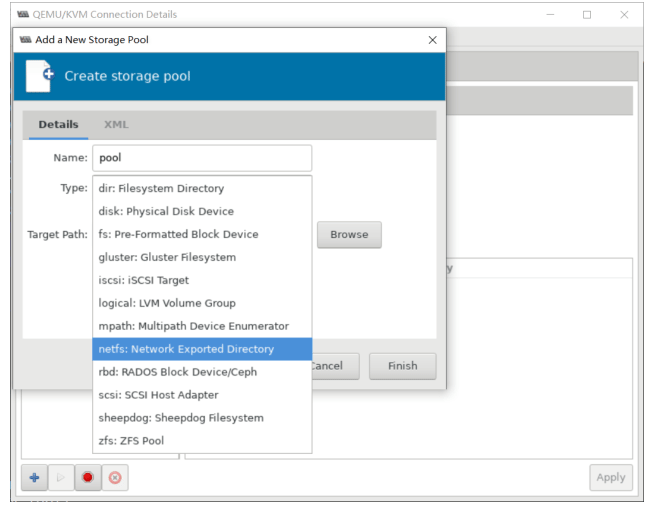 QEMU/KVM Connection Details
Add a New Storage Pool
Create storage pool
Details XML
Name: pool
Type: dir: Filesystem Directory
disk: Physical Disk Device
Target Path: fs: Pre-Formatted Block Device Browse
gluster: Gluster Filesystem
iscsi: iSCSI Target
logical: LVM Volume Group
mpath: Multipath Device Enumerator
netfs: Network Exported Directory
rbd: RADOS Block Device/Ceph
Cancel Finish
scsi: SCSI Host Adapter
sheepdog: Sheepdog Filesystem
zfs: ZFS Pool
Apply